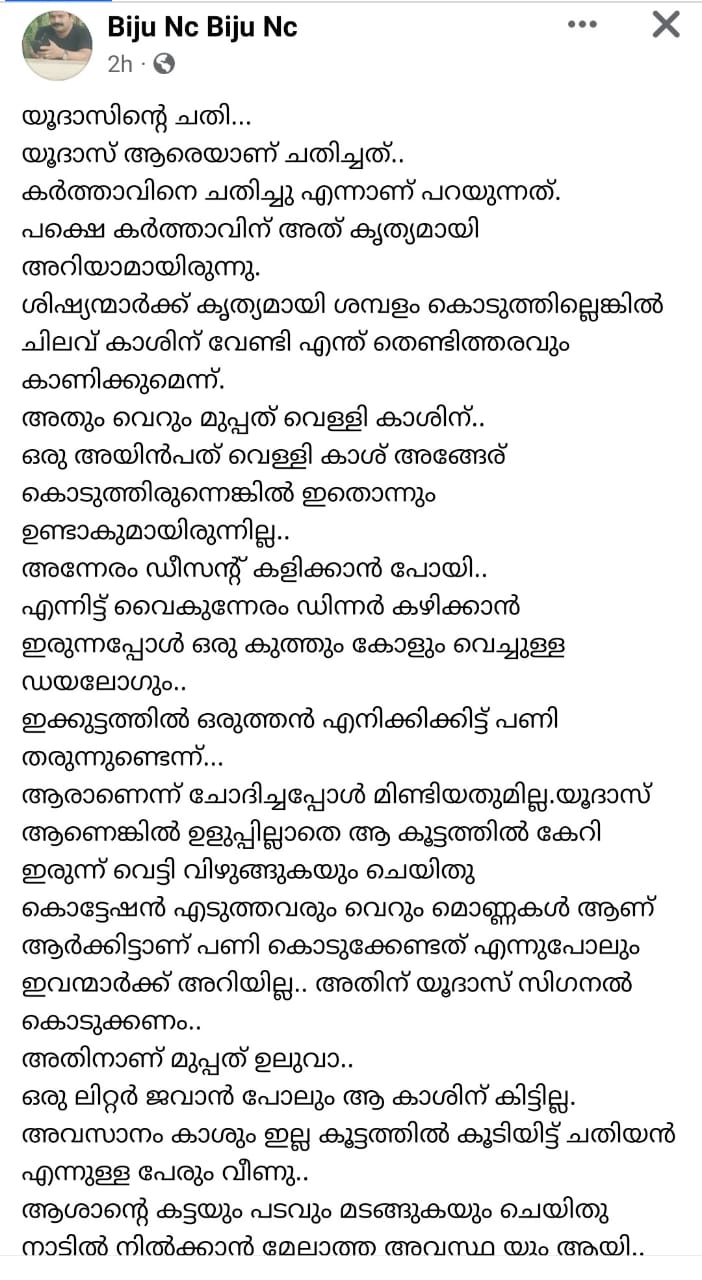 Biju Nc Biju Nc
2h ·
യൂദാസിന്റെ ചതി...
യൂദാസ് ആരെയാണ് ചതിച്ചത്..
കർത്താവിനെ ചതിച്ചു എന്നാണ് പറയുന്നത്.
പക്ഷെ കർത്താവിന് അത് കൃത്യമായി
അറിയാമായിരുന്നു.
ശിഷ്യന്മാർക്ക് കൃത്യമായി ശമ്പളം കൊടുത്തില്ലെങ്കിൽ
ചിലവ് കാശിന് വേണ്ടി എന്ത് തെണ്ടിത്തരവും
കാണിക്കുമെന്ന്.
അതും വെറും മുപ്പത് വെള്ളി കാശിന്..
ഒരു അയിൻപത് വെള്ളി കാശ് അങ്ങേര്
കൊടുത്തിരുന്നെങ്കിൽ ഇതൊന്നും
ഉണ്ടാകുമായിരുന്നില്ല..
അന്നേരം ഡീസന്റ് കളിക്കാൻ പോയി..
എന്നിട്ട് വൈകുന്നേരം ഡിന്നർ കഴിക്കാൻ
ഇരുന്നപ്പോൾ ഒരു കുത്തും കോളും വെച്ചുള്ള
ഡയലോഗും..
ഇക്കുട്ടത്തിൽ ഒരുത്തൻ എനിക്കിക്കിട്ട് പണി
തരുന്നുണ്ടെന്ന്...
ആരാണെന്ന് ചോദിച്ചപ്പോൾ മിണ്ടിയതുമില്ല.യൂദാസ്
ആണെങ്കിൽ ഉളുപ്പില്ലാതെ ആ കൂട്ടത്തിൽ കേറി
ഇരുന്ന് വെട്ടി വിഴുങ്ങുകയും ചെയിതു
കൊട്ടേഷൻ എടുത്തവരും വെറും മൊണ്ണകൾ ആണ്
ആർക്കിട്ടാണ് പണി കൊടുക്കേണ്ടത് എന്നുപോലും
ഇവന്മാർക്ക് അറിയില്ല.. അതിന് യൂദാസ് സിഗനൽ
കൊടുക്കണം..
അതിനാണ് മുപ്പത് ഉലുവാ..
ഒരു ലിറ്റർ ജവാൻ പോലും ആ കാശിന് കിട്ടില്ല.
അവസാനം കാശും ഇല്ല കൂട്ടത്തിൽ കൂടിയിട്ട് ചതിയൻ
എന്നുള്ള പേരും വീണു..
ആശാന്റെ കട്ടയും പടവും മടങ്ങുകയും ചെയിതു
നാടിൽ നിൽക്കാൻ മേലാത്ത അവസ്ഥ യും ആയി..